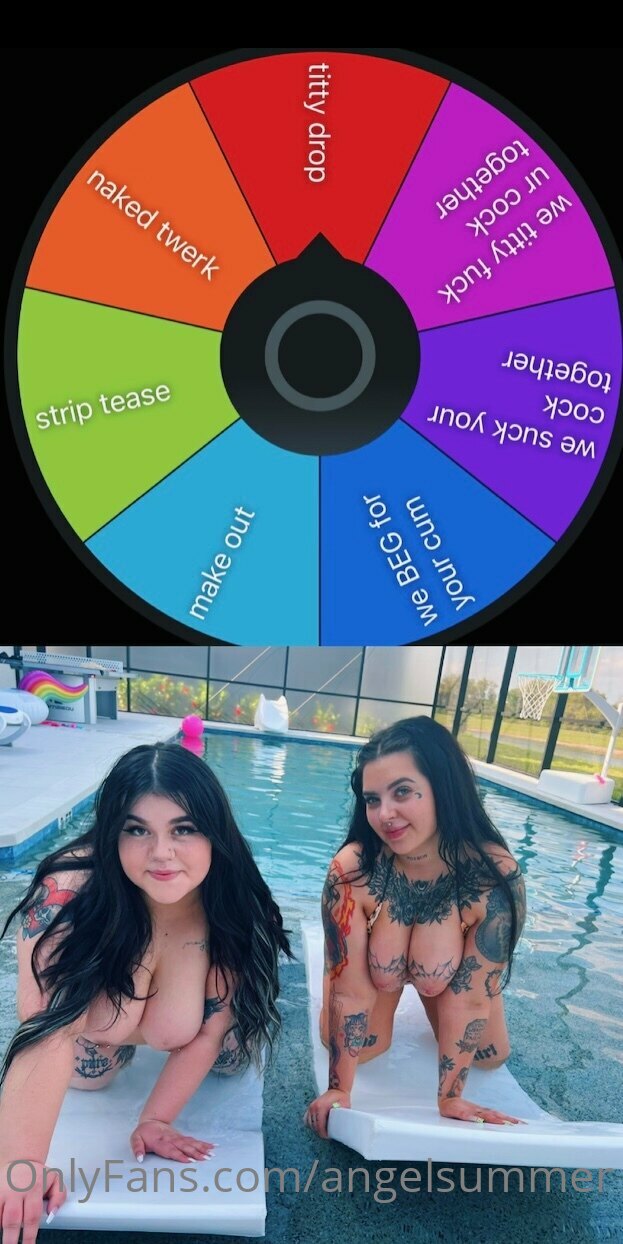 titty drop
we titty fuck
ur cock
together
we suck your
cock
together
we BEG for
your cum
make out
strip tease
naked twerk
OnlyFans.com/angelsummer